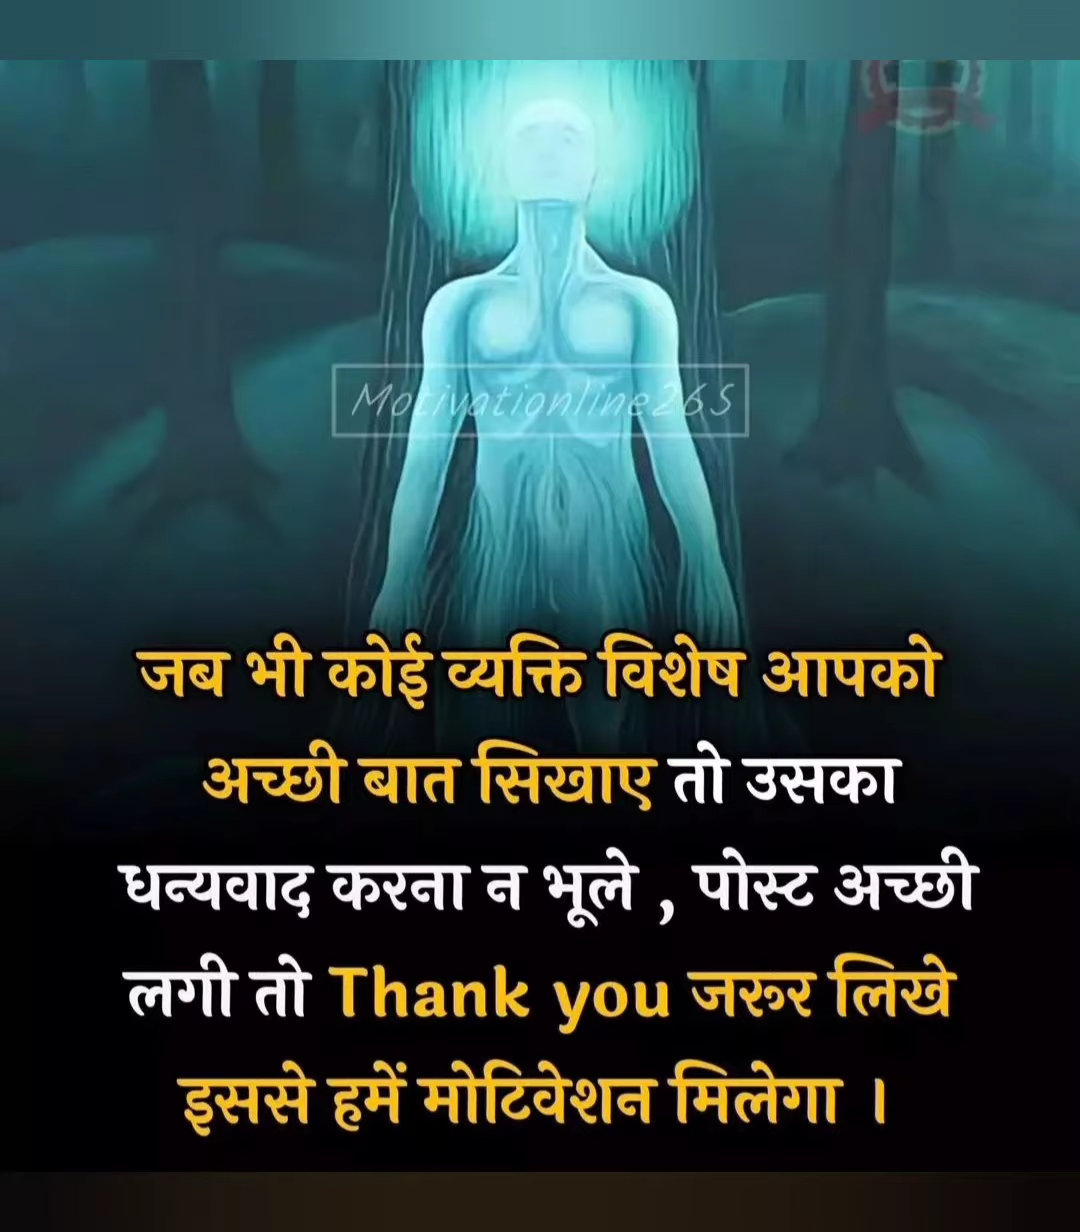 Motivationline265
जब भी कोई व्यक्ति विशेष आपको
अच्छी बात सिखाए तो उसका
धन्यवाद करना न भूले , पोस्ट अच्छी
लगी तो Thank you जरूर लिखे
इससे हमें मोटिवेशन मिलेगा ।